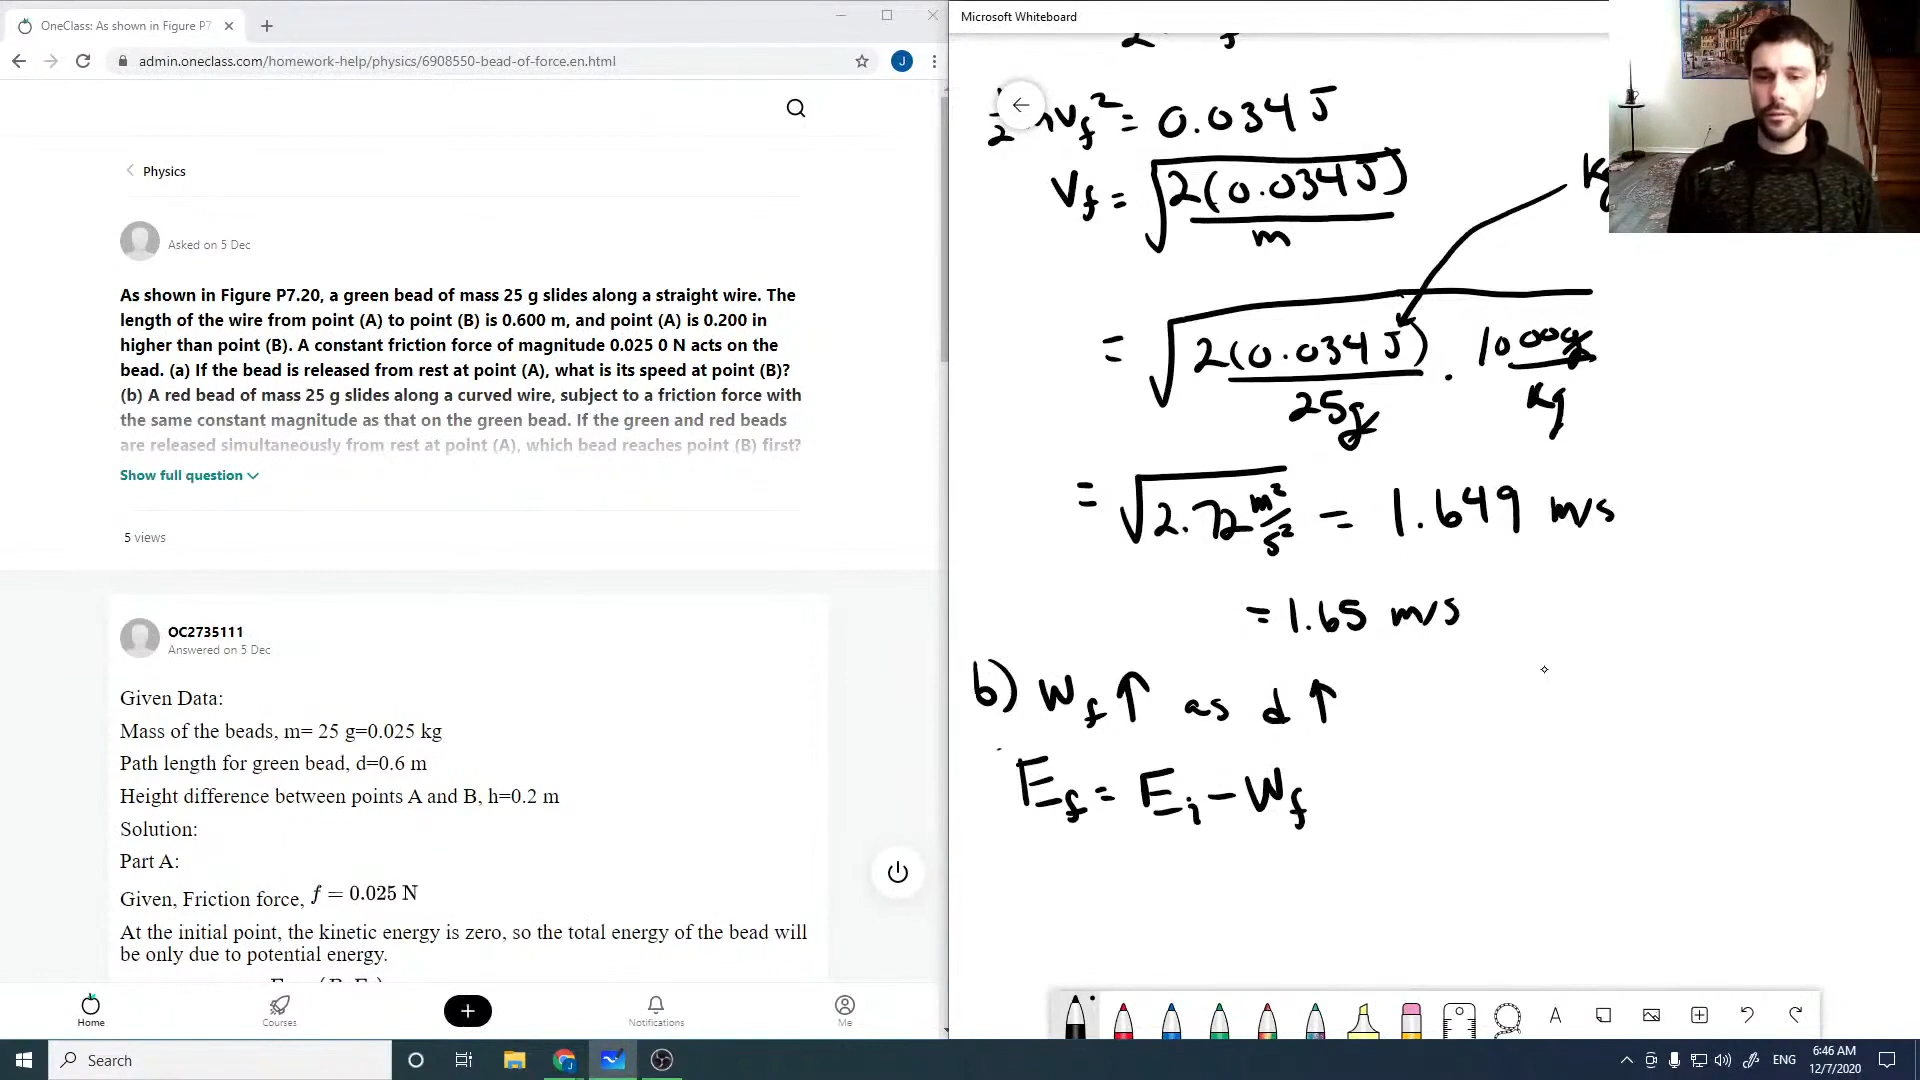 OneClass: As shown in Figure P7
admin.oneclass.com/homework-help/physics/6908550-bead-of-force.en.html
J
Physics
Asked on 5 Dec
As shown in Figure P7.20, a green bead of mass 25 g slides along a straight wire. The
length of the wire from point (A) to point (B) is 0.600 m, and point (A) is 0.200 in
higher than point (B). A constant friction force of magnitude 0.025 0 N acts on the
bead. (a) If the bead is released from rest at point (A), what is its speed at point (B)?
(b) A red bead of mass 25 g slides along a curved wire, subject to a friction force with
the same constant magnitude as that on the green bead. If the green and red beads
are released simultaneously from rest at point (A), which bead reaches point (B) first?
Show full question
5 views
OC2735111
Answered on 5 Dec
Given Data:
Mass of the beads, m= 25 g=0.025 kg
Path length for green bead, d=0.6 m
Height difference between points A and B, h=0.2 m
Solution:
Part A:
Given, Friction force, f = 0.025 N
At the initial point, the kinetic energy is zero, so the total energy of the bead will
be only due to potential energy.
Home
Courses
Notifications
Me
Microsoft Whiteboard
vf² = 0.034 J
vf = √2(0.034 J)
m
= √2(0.034 J) · 1000g
25g kg
= √2.72 m²/s² = 1.649 m/s
= 1.65 m/s
b) Wf ↑ as d ↑
Ef = Ei - Wf
Search
ENG
6:46 AM
12/7/2020